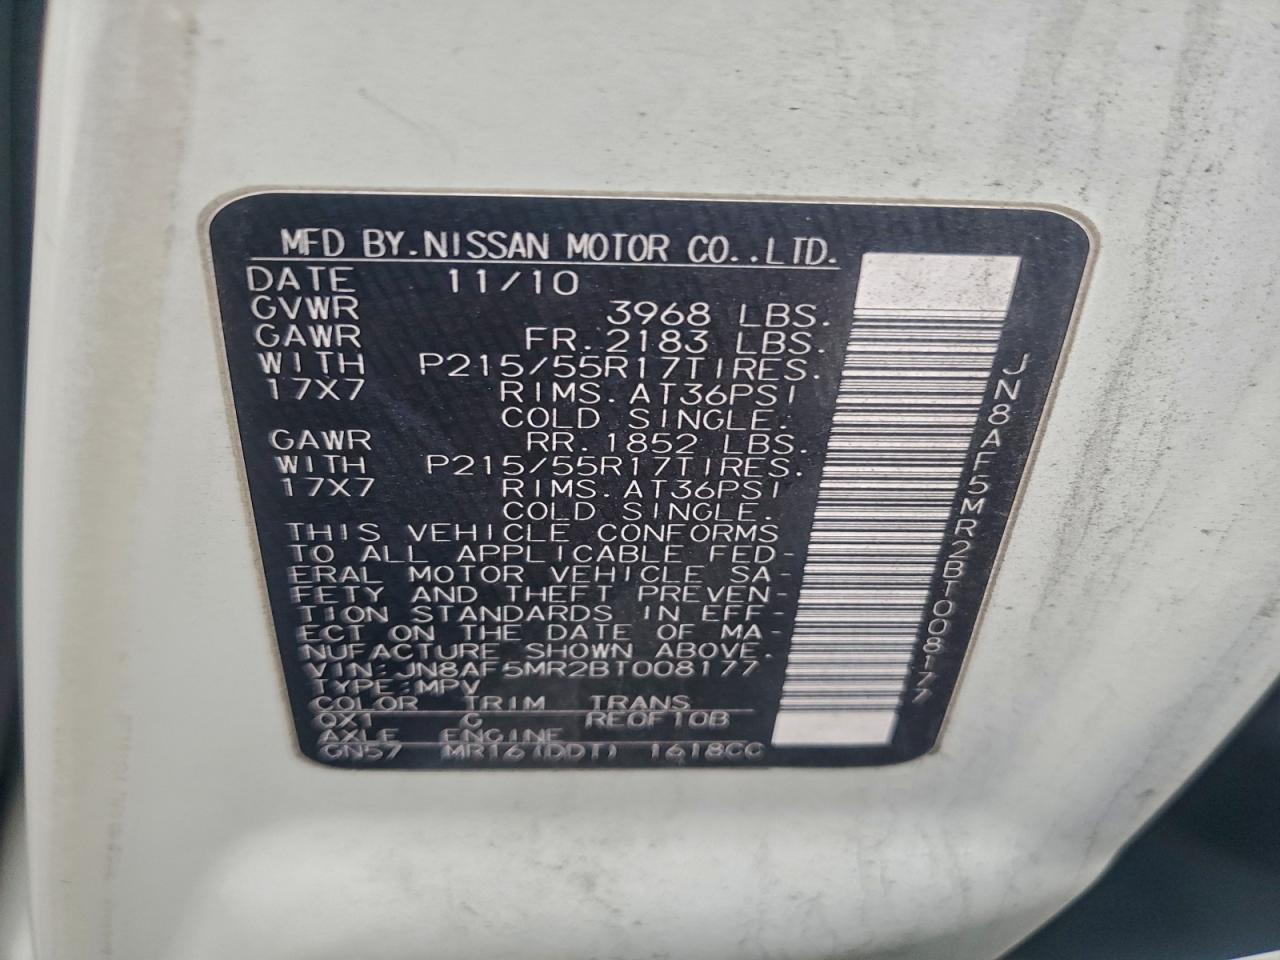 MFD BY.NISSAN MOTOR CO.,LTD.
DATE 11/10
GVWR 3968 LBS.
GAWR FR.2183 LBS.
WITH P215/55R17TIRES.
17X7 RIMS.AT36PSI
COLD SINGLE.
GAWR RR.1852 LBS.
WITH P215/55R17TIRES.
17X7 RIMS.AT36PSI
COLD SINGLE.
THIS VEHICLE CONFORMS
TO ALL APPLICABLE FED-
ERAL MOTOR VEHICLE SA-
FETY AND THEFT PREVEN-
TION STANDARDS IN EFF-
ECT ON THE DATE OF MA-
NUFACTURE SHOWN ABOVE.
VIN:JN8AF5MR2BT008177
TYPE:MPV
COLOR TRIM TRANS
QX1 G RE0F10B
AXLE ENGINE
GN57 MR16(DDT) 1618CC
JN8AF5MR2BT008177